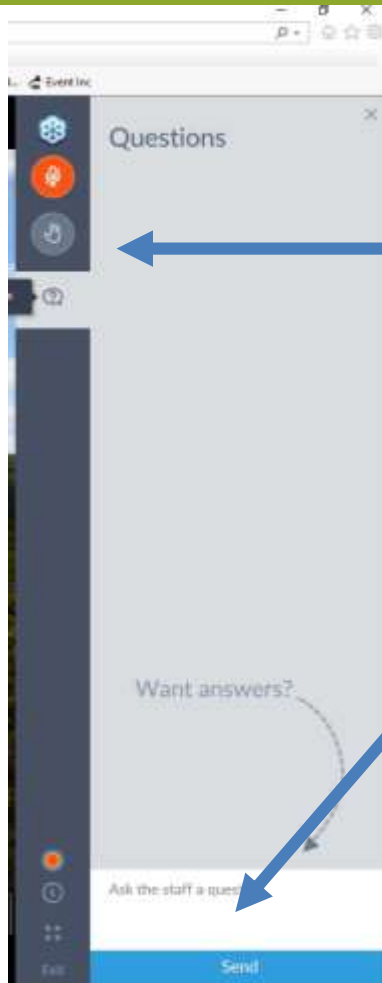 Event Inc
Questions
Want answers?
Ask the staff a quest
Send
Exit